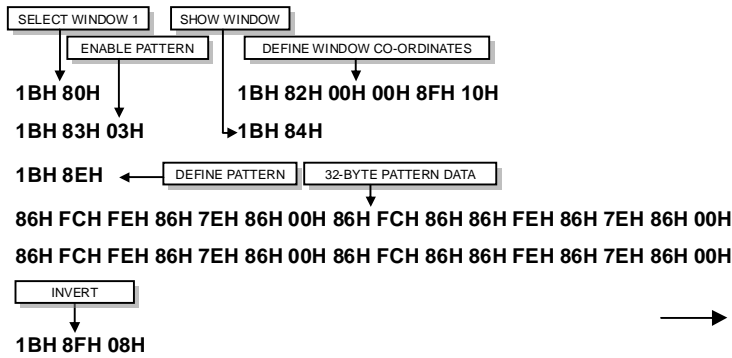 SELECT WINDOW 1 SHOW WINDOW
ENABLE PATTERN DEFINE WINDOW CO-ORDINATES
1BH 80H 1BH 82H 00H 00H 8FH 10H
1BH 83H 03H 1BH 84H
1BH 8EH DEFINE PATTERN 32-BYTE PATTERN DATA
86H FCH FEH 86H 7EH 86H 00H 86H FCH 86H 86H FEH 86H 7EH 86H 00H
86H FCH FEH 86H 7EH 86H 00H 86H FCH 86H 86H FEH 86H 7EH 86H 00H
INVERT
1BH 8FH 08H